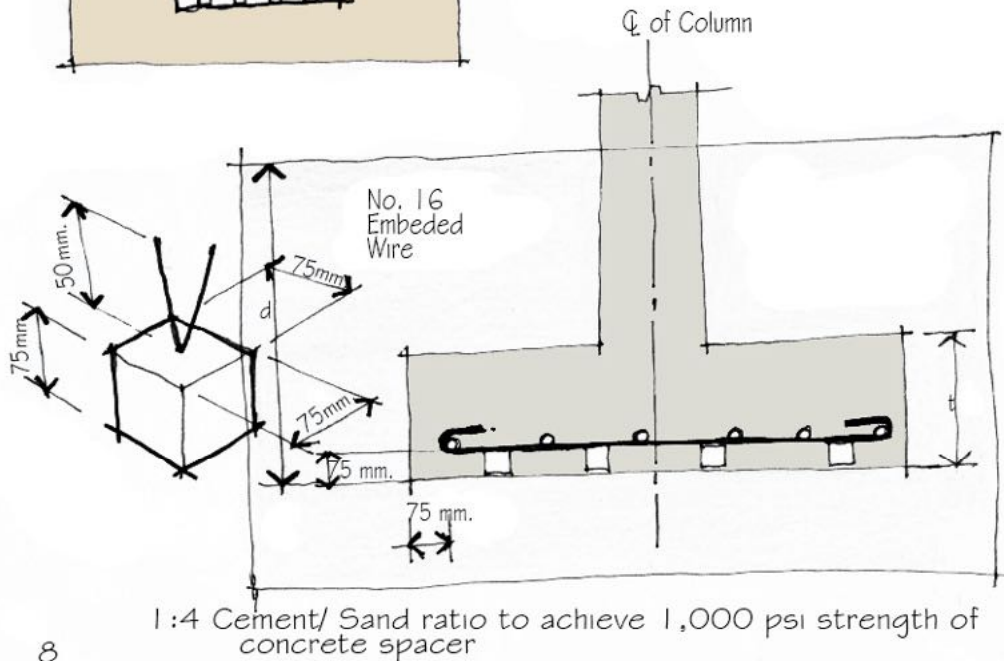 ℄ of Column
No. 16
Embeded
Wire
50mm.
75mm
75mm
d
75mm
75 mm.
75 mm.
t
1:4 Cement/ Sand ratio to achieve 1,000 psi strength of
concrete spacer
8